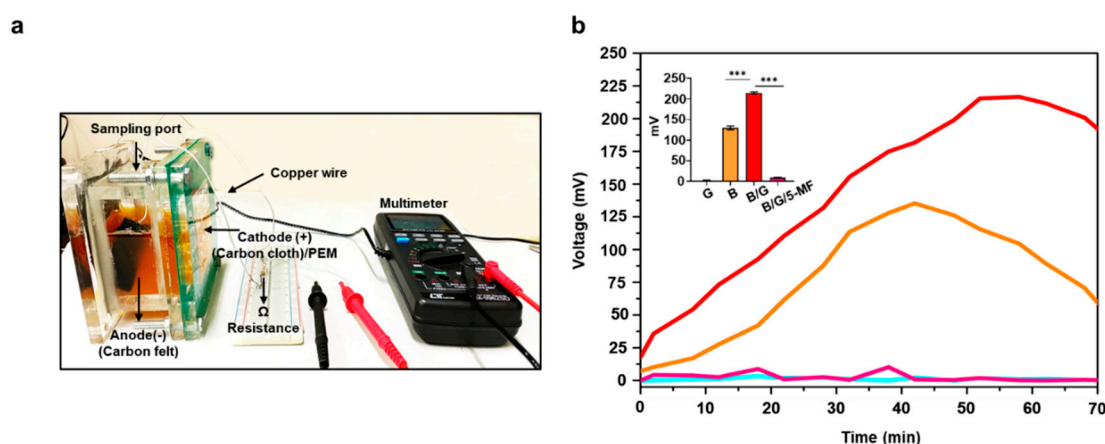 a
Sampling port
Copper wire
Multimeter
Cathode (+)
(Carbon cloth)/PEM
Ω
Resistance
Anode(-)
(Carbon felt)
b
250
225
200
175
150
125
100
75
50
25
0
Voltage (mV)
0 10 20 30 40 50 60 70
Time (min)
250
200
150
100
50
0
mV
*** ***
G B B/G B/G/5-MF